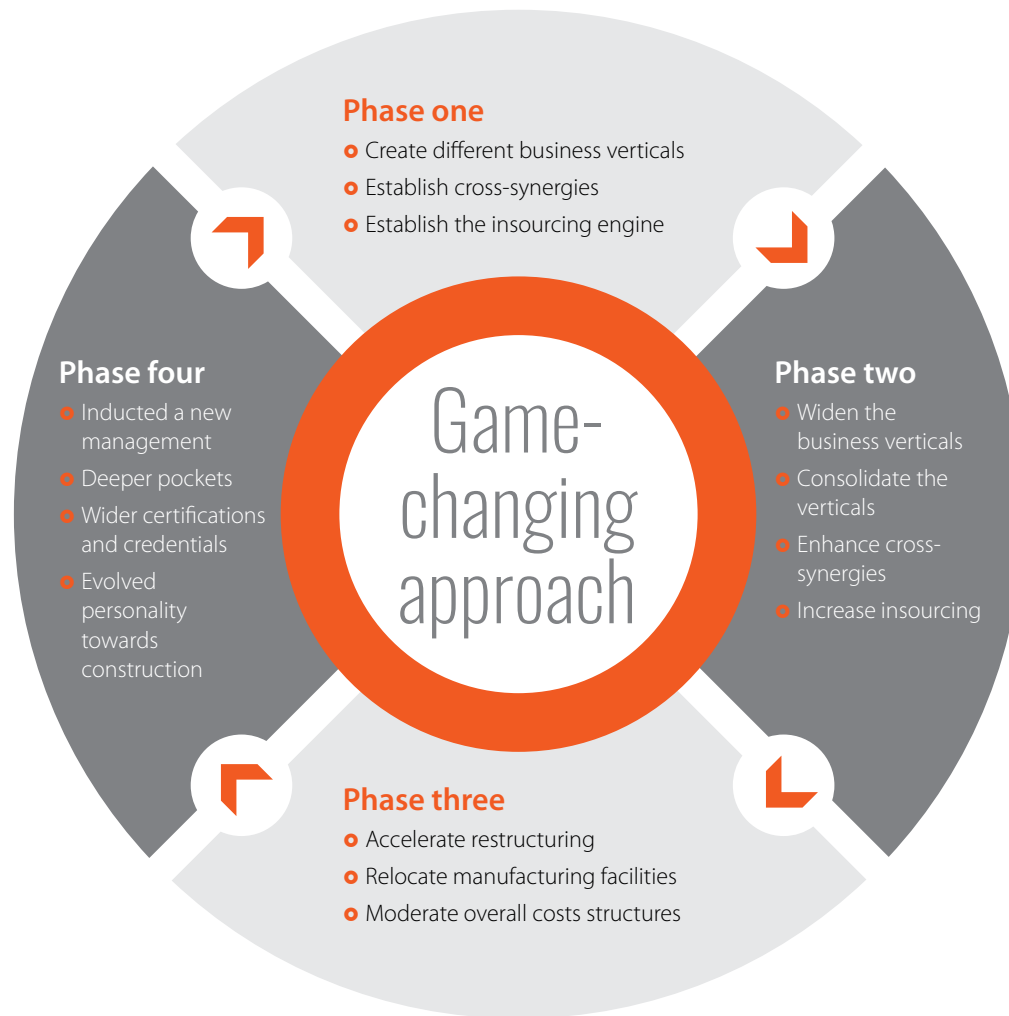 Phase one
Create different business verticals
Establish cross-synergies
Establish the insourcing engine
Phase two
Widen the
business verticals
Consolidate the
verticals
Enhance cross-
synergies
Increase insourcing
Phase three
Accelerate restructuring
Relocate manufacturing facilities
Moderate overall costs structures
Phase four
Inducted a new
management
Deeper pockets
Wider certifications
and credentials
Evolved
personality
towards
construction
Game-
changing
approach